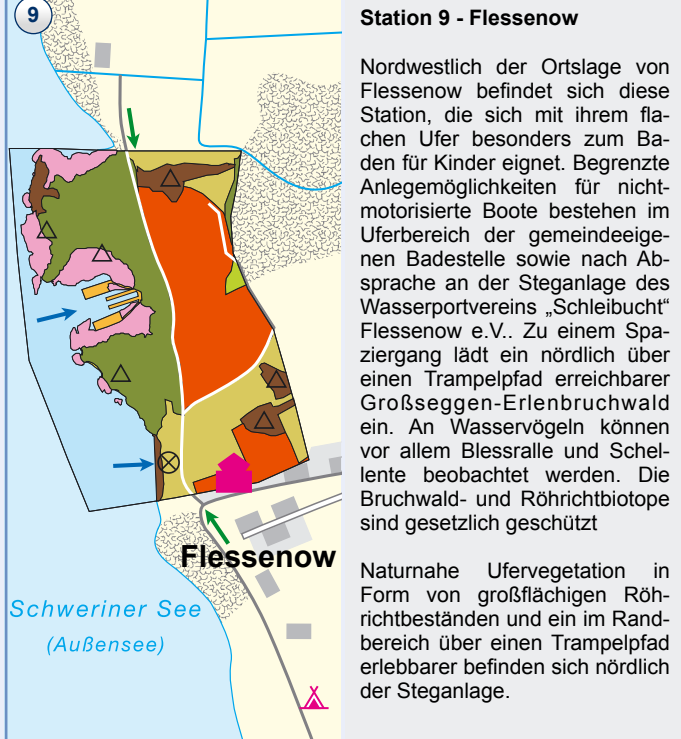 9
Flessenow
Schweriner See
(Außensee)
Station 9 - Flessenow
Nordwestlich der Ortslage von
Flessenow befindet sich diese
Station, die sich mit ihrem fla-
chen Ufer besonders zum Ba-
den für Kinder eignet. Begrenzte
Anlegemöglichkeiten für nicht-
motorisierte Boote bestehen im
Uferbereich der gemeindeeige-
nen Badestelle sowie nach Ab-
sprache an der Steganlage des
Wasserportvereins „Schleibucht“
Flessenow e.V.. Zu einem Spa-
ziergang lädt ein nördlich über
einen Trampelpfad erreichbarer
Großseggen-Erlenbruchwald
ein. An Wasservögeln können
vor allem Blessralle und Schel-
lente beobachtet werden. Die
Bruchwald- und Röhrichtbiotope
sind gesetzlich geschützt
Naturnahe Ufervegetation in
Form von großflächigen Röh-
richtbeständen und ein im Rand-
bereich über einen Trampelpfad
erlebbarer befinden sich nördlich
der Steganlage.